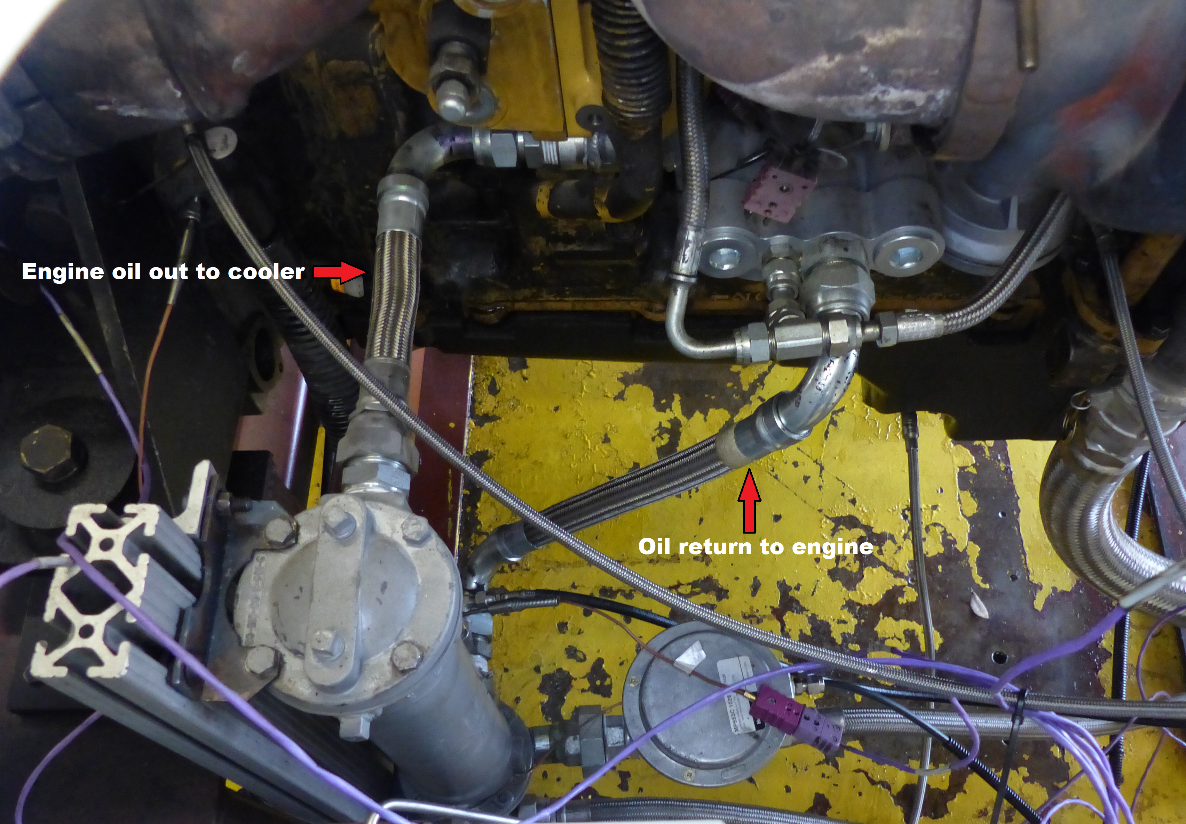 Engine oil out to cooler
Oil return to engine